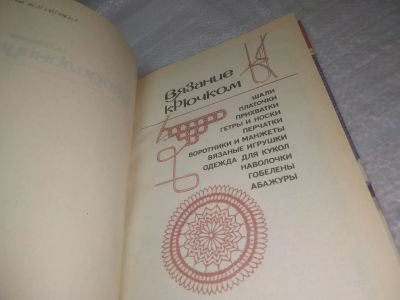 Вязание
крючком
ШАЛИ
ПЛАТОЧКИ
ПРИХВАТКИ
ГЕТРЫ И НОСКИ
ПЕРЧАТКИ
ВОРОТНИКИ И МАНЖЕТЫ
ВЯЗАНЫЕ ИГРУШКИ
ОДЕЖДА ДЛЯ КУКОЛ
НАВОЛОЧКИ
ГОБЕЛЕНЫ
АБАЖУРЫ